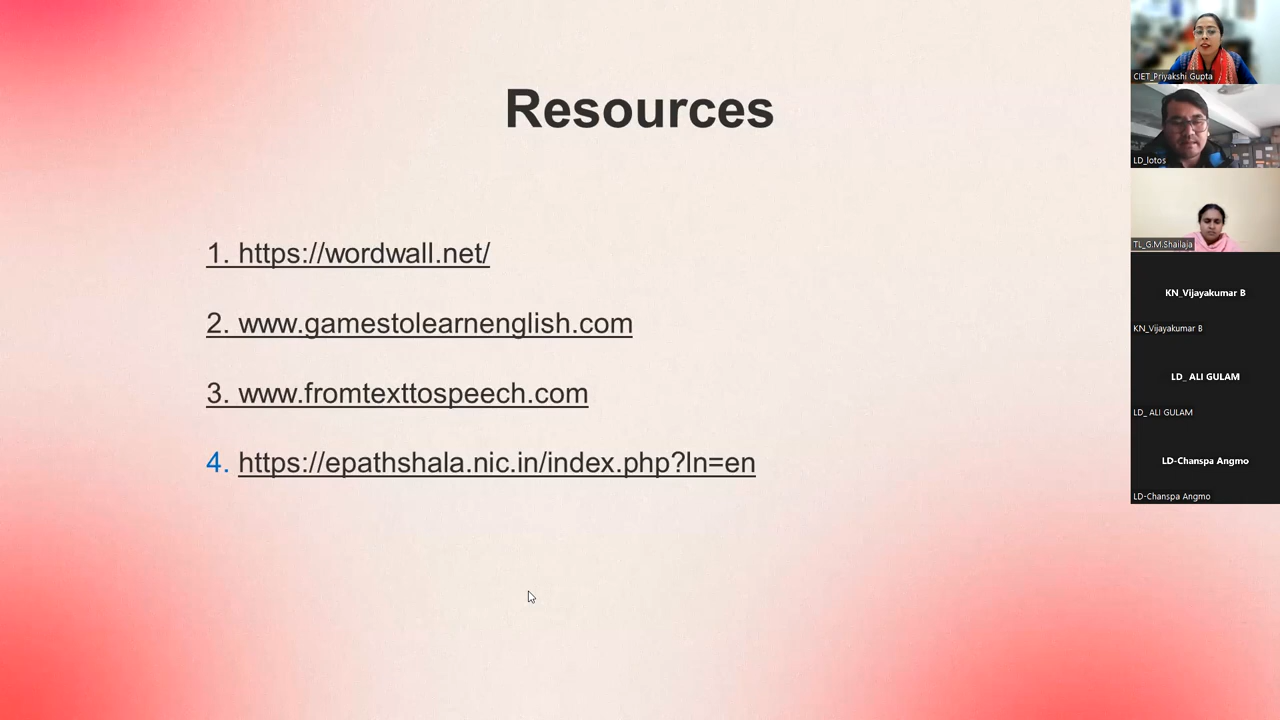 Resources
1. https://wordwall.net/
2. www.gamestolearnenglish.com
3. www.fromtexttospeech.com
4. https://epathshala.nic.in/index.php?ln=en
CIET_Priyakshi Gupta
LD_lotos
TL_G.M.Shailaja
KN_Vijayakumar B
KN_Vijayakumar B
LD_ ALI GULAM
LD_ ALI GULAM
LD-Chanspa Angmo
LD-Chanspa Angmo